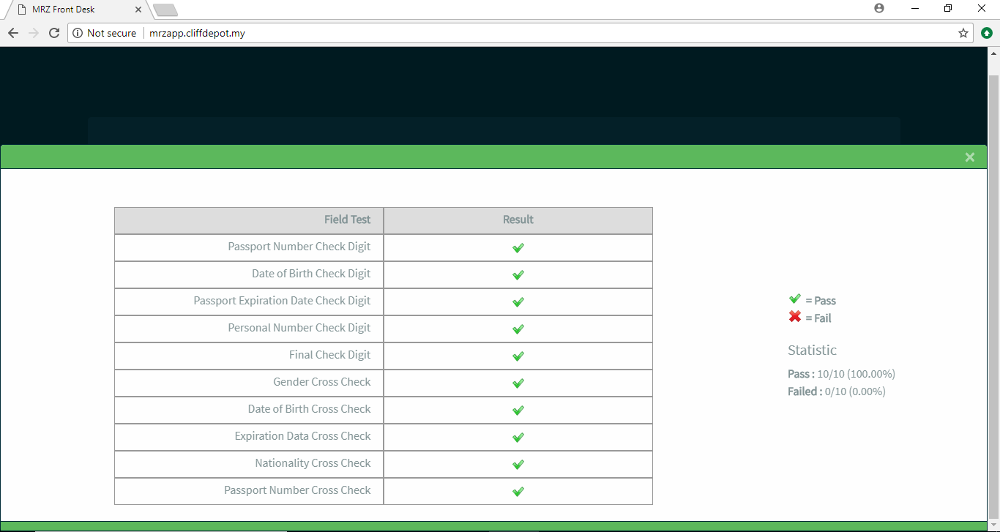 MRZ Front Desk
Not secure mrzapp.cliffdepot.my
Field Test Result
Passport Number Check Digit
Date of Birth Check Digit
Passport Expiration Date Check Digit
Personal Number Check Digit
Final Check Digit
Gender Cross Check
Date of Birth Cross Check
Expiration Data Cross Check
Nationality Cross Check
Passport Number Cross Check
= Pass
= Fail
Statistic
Pass : 10/10 (100.00%)
Failed : 0/10 (0.00%)